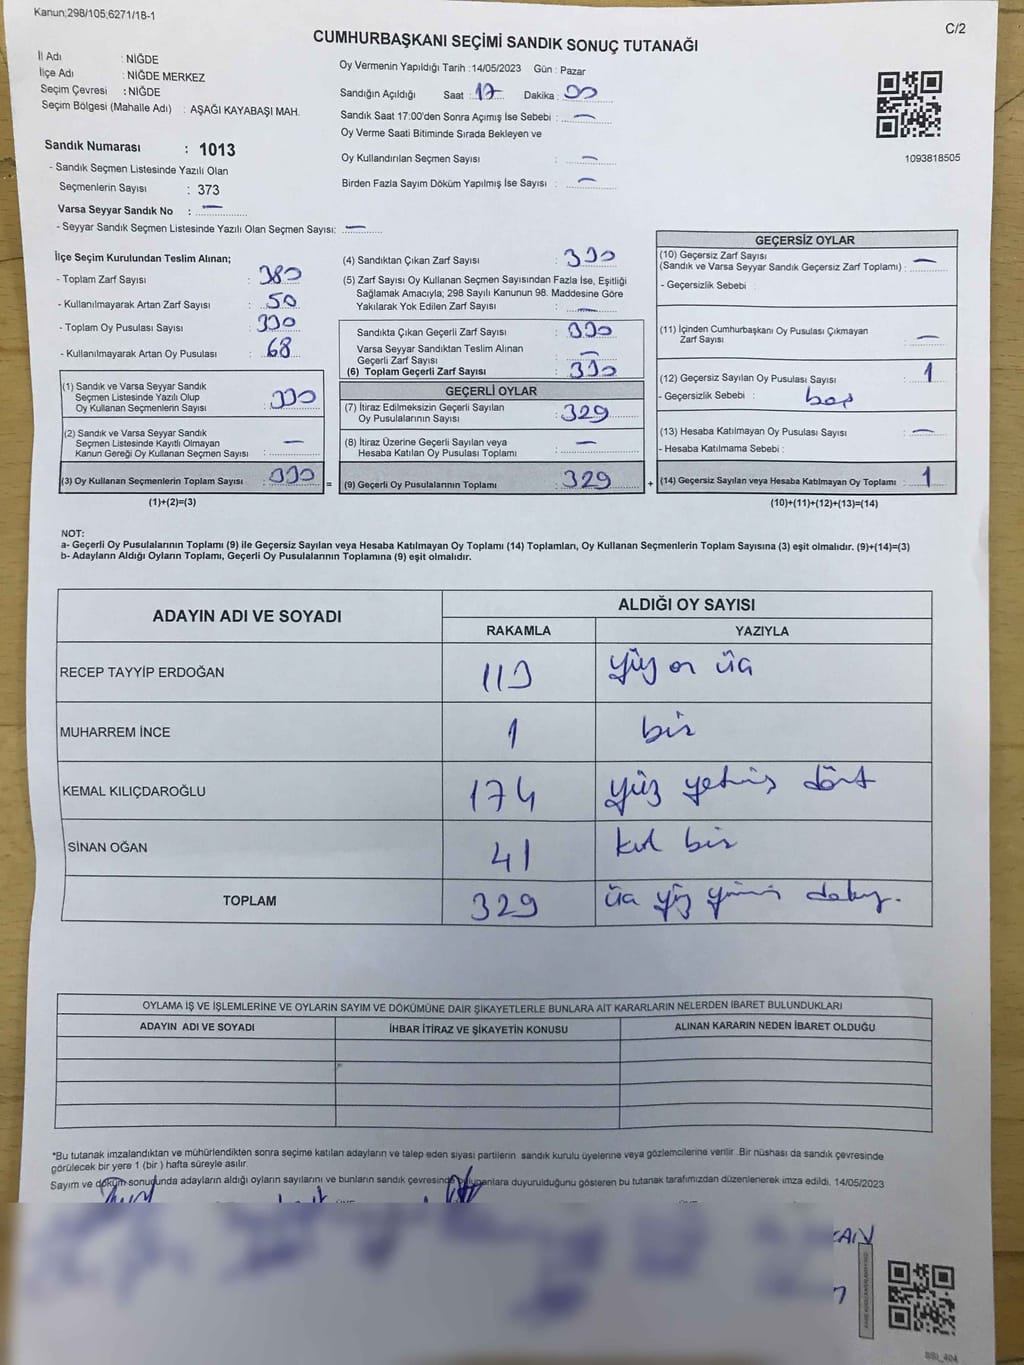 Kanun;298/105,6271/18-1
C/2
CUMHURBAŞKANI SEÇİMİ SANDIK SONUÇ TUTANAĞI
İl Adı : NİĞDE
İlçe Adı : NİĞDE MERKEZ
Seçim Çevresi : NİĞDE
Seçim Bölgesi (Mahalle Adı) : AŞAĞI KAYABAŞI MAH.
Sandık Numarası : 1013
- Sandık Seçmen Listesinde Yazılı Olan
Seçmenlerin Sayısı : 373
Varsa Seyyar Sandık No : —
- Seyyar Sandık Seçmen Listesinde Yazılı Olan Seçmen Sayısı: —
Oy Vermenin Yapıldığı Tarih :14/05/2023 Gün : Pazar
Sandığın Açıldığı Saat : 17 Dakika : 00
Sandık Saat 17:00'den Sonra Açımış İse Sebebi : —
Oy Verme Saati Bitiminde Sırada Bekleyen ve
Oy Kullandırılan Seçmen Sayısı : —
Birden Fazla Sayım Döküm Yapılmış İse Sayısı : —
1093818505
İlçe Seçim Kurulundan Teslim Alınan;
- Toplam Zarf Sayısı : 380
- Kullanılmayarak Artan Zarf Sayısı : 50
- Toplam Oy Pusulası Sayısı : 390
- Kullanılmayarak Artan Oy Pusulası : 68
(1) Sandık ve Varsa Seyyar Sandık
Seçmen Listesinde Yazılı Olup
Oy Kullanan Seçmenlerin Sayısı : 330
(2) Sandık ve Varsa Seyyar Sandık
Seçmen Listesinde Kayıtlı Olmayan
Kanun Gereği Oy Kullanan Seçmen Sayısı : —
(3) Oy Kullanan Seçmenlerin Toplam Sayısı : 330
(1)+(2)=(3)
=
(4) Sandıktan Çıkan Zarf Sayısı : 330
(5) Zarf Sayısı Oy Kullanan Seçmen Sayısından Fazla İse, Eşitliği
Sağlamak Amacıyla; 298 Sayılı Kanunun 98. Maddesine Göre
Yakılarak Yok Edilen Zarf Sayısı : —
Sandıkta Çıkan Geçerli Zarf Sayısı : 330
Varsa Seyyar Sandıktan Teslim Alınan
Geçerli Zarf Sayısı : —
(6) Toplam Geçerli Zarf Sayısı : 330
GEÇERLİ OYLAR
(7) İtiraz Edilmeksizin Geçerli Sayılan
Oy Pusulalarının Sayısı : 329
(8) İtiraz Üzerine Geçerli Sayılan veya
Hesaba Katılan Oy Pusulası Toplamı : —
(9) Geçerli Oy Pusulalarının Toplamı : 329
+
GEÇERSİZ OYLAR
(10) Geçersiz Zarf Sayısı
(Sandık ve Varsa Seyyar Sandık Geçersiz Zarf Toplamı) : —
- Geçersizlik Sebebi :
(11) İçinden Cumhurbaşkanı Oy Pusulası Çıkmayan
Zarf Sayısı : —
(12) Geçersiz Sayılan Oy Pusulası Sayısı : 1
- Geçersizlik Sebebi : boş
(13) Hesaba Katılmayan Oy Pusulası Sayısı : —
- Hesaba Katılmama Sebebi :
(14) Geçersiz Sayılan veya Hesaba Katılmayan Oy Toplamı : 1
(10)+(11)+(12)+(13)=(14)
NOT:
a- Geçerli Oy Pusulalarının Toplamı (9) ile Geçersiz Sayılan veya Hesaba Katılmayan Oy Toplamı (14) Toplamları, Oy Kullanan Seçmenlerin Toplam Sayısına (3) eşit olmalıdır. (9)+(14)=(3)
b- Adayların Aldığı Oyların Toplamı, Geçerli Oy Pusulalarının Toplamına (9) eşit olmalıdır.
ADAYIN ADI VE SOYADI ALDIĞI OY SAYISI
RAKAMLA YAZIYLA
RECEP TAYYİP ERDOĞAN 113 yüz on üç
MUHARREM İNCE 1 bir
KEMAL KILIÇDAROĞLU 174 yüz yetmiş dört
SİNAN OĞAN 41 kırk bir
TOPLAM 329 üç yüz yirmi dokuz.
OYLAMA İŞ VE İŞLEMLERİNE VE OYLARIN SAYIM VE DÖKÜMÜNE DAİR ŞİKAYETLERLE BUNLARA AİT KARARLARIN NELERDEN İBARET BULUNDUKLARI
ADAYIN ADI VE SOYADI İHBAR İTİRAZ VE ŞİKAYETİN KONUSU ALINAN KARARIN NEDEN İBARET OLDUĞU
*Bu tutanak imzalandıktan ve mühürlendikten sonra seçime katılan adayların ve talep eden siyasi partilerin sandık kurulu üyelerine veya gözlemcilerine verilir .Bir nüshası da sandık çevresinde
görülecek bir yere 1 (bir ) hafta süreyle asılır.
Sayım ve döküm sonucunda adayların aldığı oyların sayılarını ve bunların sandık çevresinde bulunanlara duyurulduğunu gösteren bu tutanak tarafımızdan düzenlenerek imza edildi. 14/05/2023
BSI_404